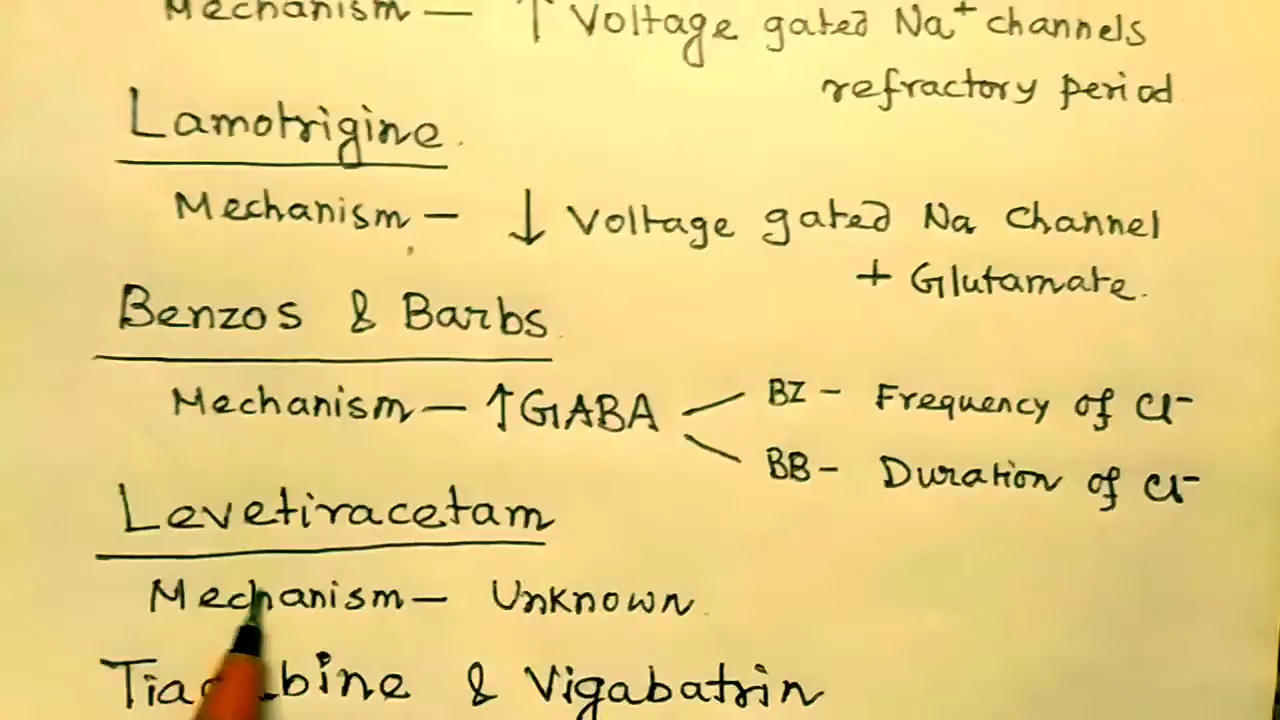 Mechanism — ↑ Voltage gated Na⁺ channels
refractory period
Lamotrigine
Mechanism — ↓ Voltage gated Na Channel
+ Glutamate.
Benzos & Barbs
Mechanism — ↑GABA
BZ - Frequency of Cl⁻
BB - Duration of Cl⁻
Levetiracetam
Mechanism — Unknown
& Vigabatrin